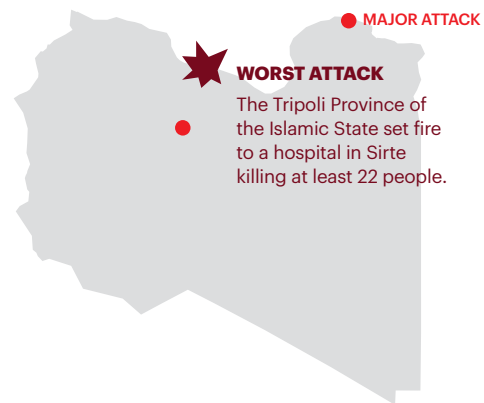 MAJOR ATTACK
WORST ATTACK
The Tripoli Province of
the Islamic State set fire
to a hospital in Sirte
killing at least 22 people.